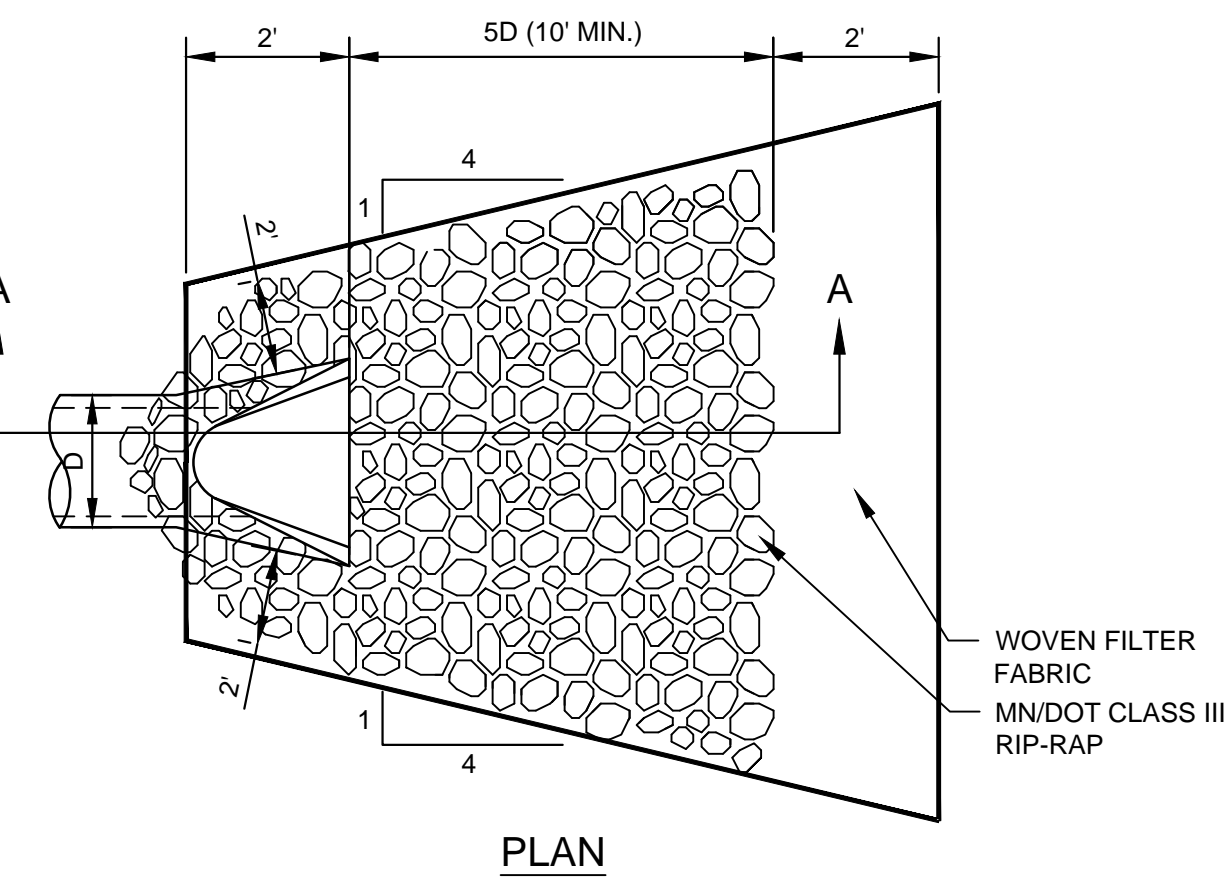 2'
5D (10' MIN.)
2'
4
1
2'
A
A
D
2'
1
4
WOVEN FILTER
FABRIC
MN/DOT CLASS III
RIP-RAP
PLAN